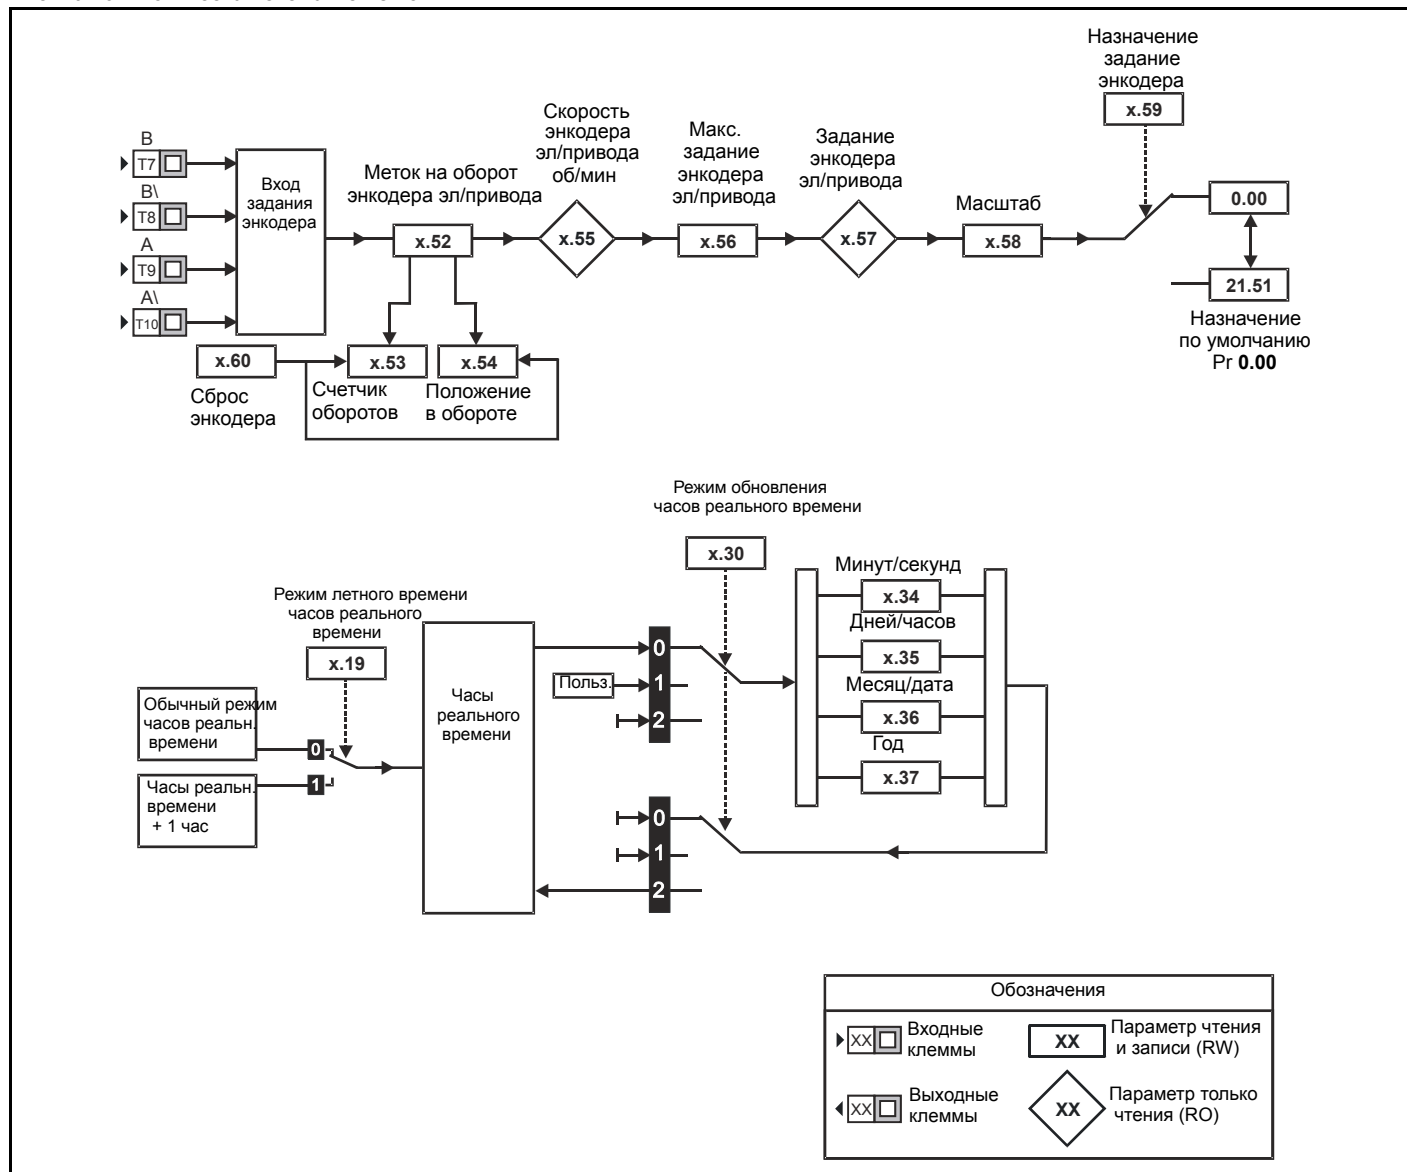 Назначение
задание
энкодера
x.59
Скорость
энкодера
эл/привода
об/мин
Макс.
задание
энкодера
эл/привода
Задание
энкодера
эл/привода
Меток на оборот
энкодера эл/привода
Масштаб
B
T7
B\
T8
A
T9
A\
T10
Вход
задания
энкодера
x.52
x.55
x.56
x.57
x.58
0.00
21.51
Назначение
по умолчанию
Pr 0.00
x.60
x.53
x.54
Сброс
энкодера
Счетчик
оборотов
Положение
в обороте
Режим обновления
часов реального времени
x.30
Режим летного времени
часов реального
времени
x.19
Обычный режим
часов реальн.
времени
0
Часы реальн.
времени
+ 1 час
1
Часы
реального
времени
Польз.
0
1
2
0
1
2
Минут/секунд
x.34
Дней/часов
x.35
Месяц/дата
x.36
Год
x.37
Обозначения
XX
Входные
клеммы
XX
Параметр чтения
и записи (RW)
XX
Выходные
клеммы
XX
Параметр только
чтения (RO)